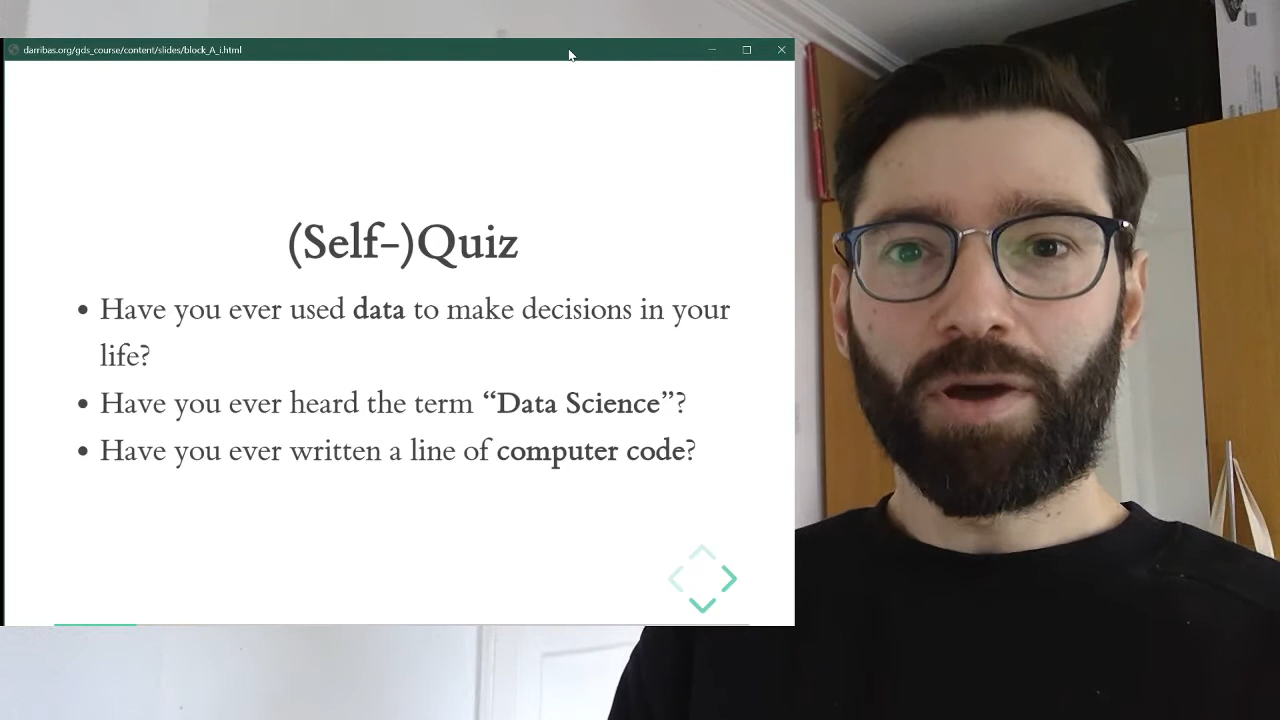 darribas.org/gds_course/content/slides/block_A_i.html
(Self-)Quiz
• Have you ever used data to make decisions in your
life?
• Have you ever heard the term “Data Science”?
• Have you ever written a line of computer code?